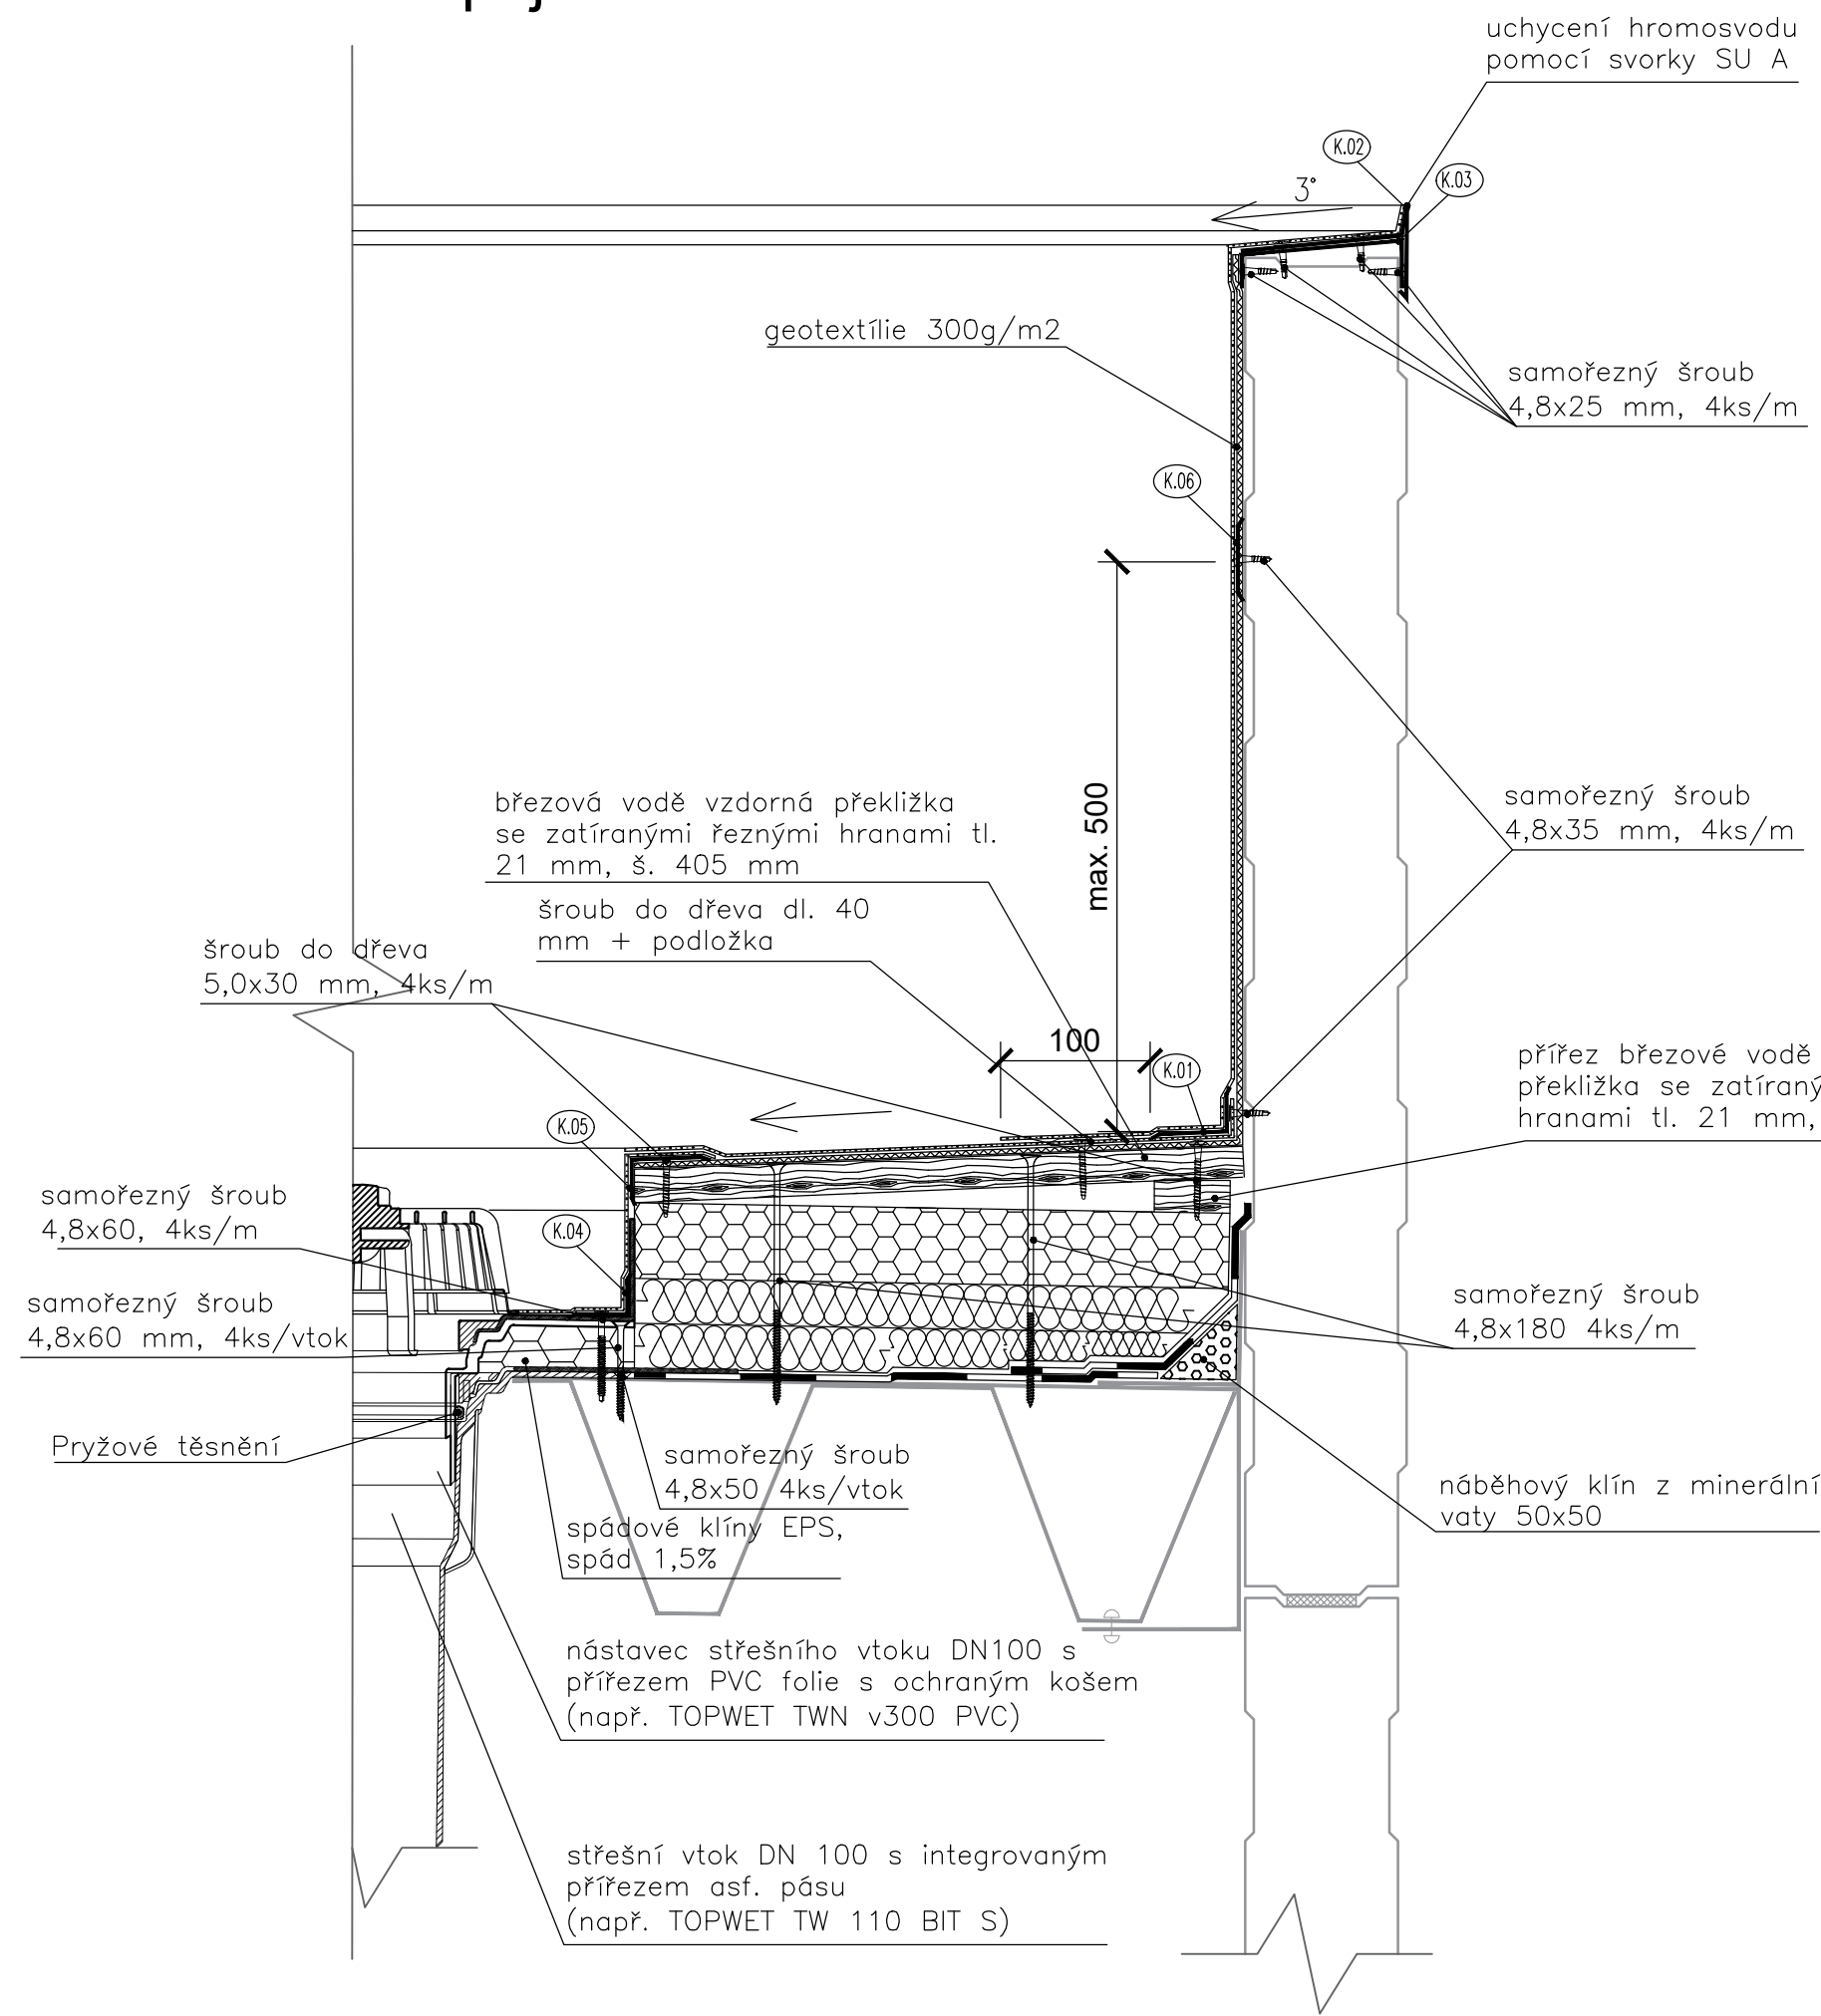 uchycení hromosvodu
pomocí svorky SU A
K.02
K.03
3°
geotextílie 300g/m2
samořezný šroub
4,8x25 mm, 4ks/m
K.06
březová vodě vzdorná překližka
se zatíranými řeznými hranami tl.
21 mm, š. 405 mm
max. 500
samořezný šroub
4,8x35 mm, 4ks/m
šroub do dřeva dl. 40
mm + podložka
šroub do dřeva
5,0x30 mm, 4ks/m
100
K.01
přířez březové vodě
překližka se zatíraný
hranami tl. 21 mm,
K.05
samořezný šroub
4,8x60, 4ks/m
K.04
samořezný šroub
4,8x60 mm, 4ks/vtok
samořezný šroub
4,8x180 4ks/m
Pryžové těsnění
samořezný šroub
4,8x50 4ks/vtok
náběhový klín z minerální
vaty 50x50
spádové klíny EPS,
spád 1,5%
nástavec střešního vtoku DN100 s
přířezem PVC folie s ochraným košem
(např. TOPWET TWN v300 PVC)
střešní vtok DN 100 s integrovaným
přířezem asf. pásu
(např. TOPWET TW 110 BIT S)